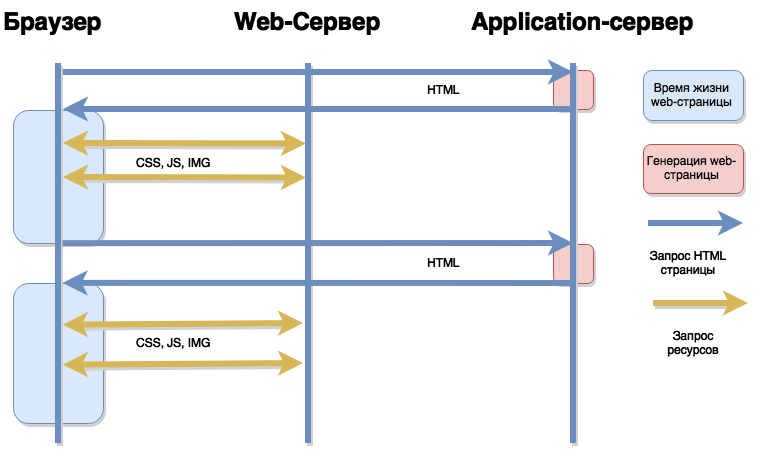 Браузер
Web-Сервер
Application-сервер
HTML
CSS, JS, IMG
HTML
CSS, JS, IMG
Время жизни
web-страницы
Генерация web-
страницы
Запрос HTML
страницы
Запрос
ресурсов